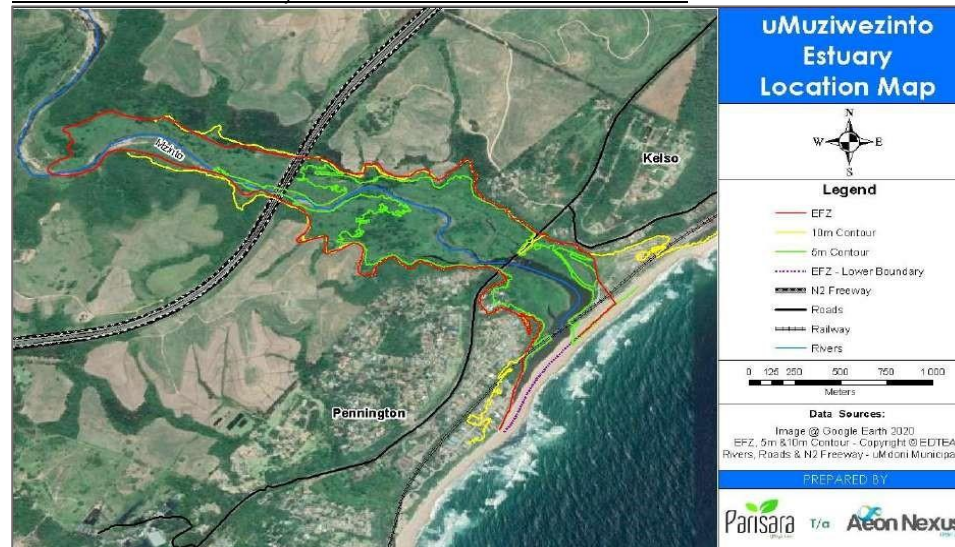 uMuziwezinto
Estuary
Location Map
N
W E
S
Legend
EFZ
10m Contour
5m Contour
EFZ - Lower Boundary
N2 Freeway
Roads
Railway
Rivers
0 125 250 500 750 1 000
Meters
Data Sources:
Image @ Google Earth 2020
EFZ, 5m &10m Contour - Copyright © EDTEA
Rivers, Roads & N2 Freeway - uMdoni Municipa
PREPARED BY
Parisara T/a Aeon Nexus
Mzinto
Kelso
Pennington